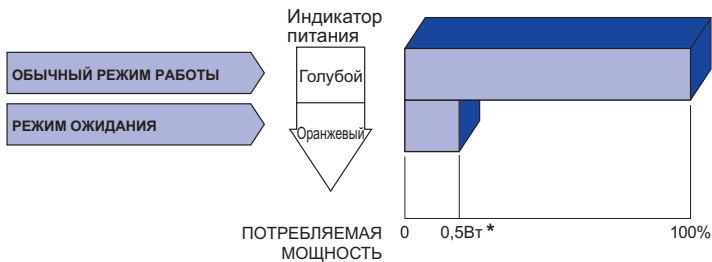 Индикатор
питания
ОБЫЧНЫЙ РЕЖИМ РАБОТЫ
Голубой
РЕЖИМ ОЖИДАНИЯ
Оранжевый
ПОТРЕБЛЯЕМАЯ
МОЩНОСТЬ
0 0,5Вт * 100%